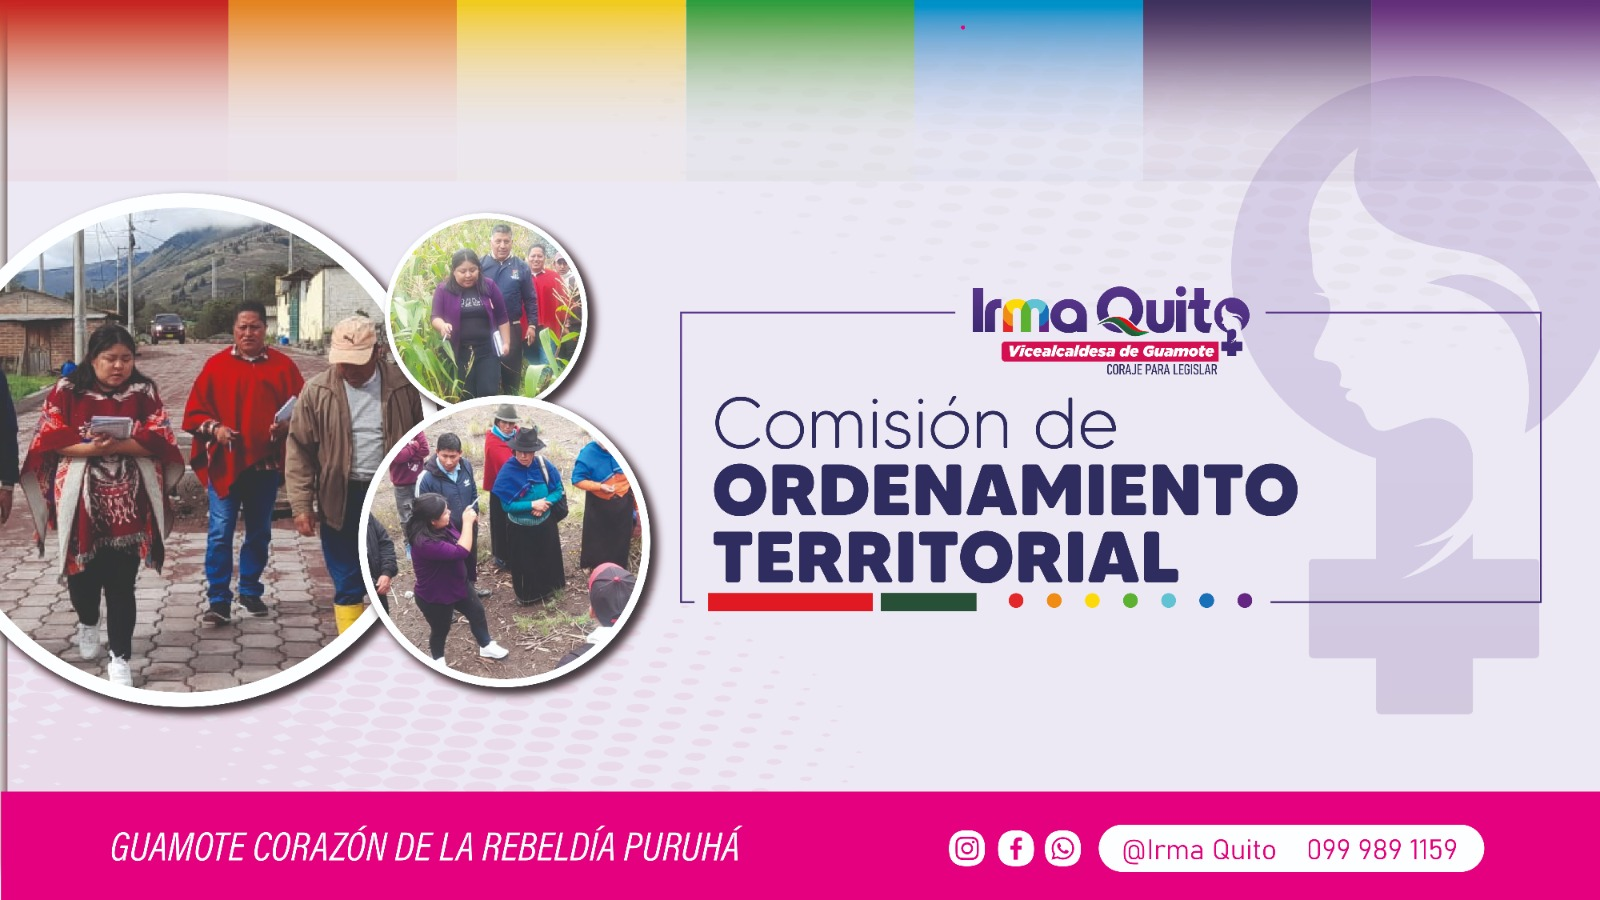 Irma Quito
Vicealcaldesa de Guamote
CORAJE PARA LEGISLAR
Comisión de
ORDENAMIENTO
TERRITORIAL
GUAMOTE CORAZÓN DE LA REBELDÍA PURUHÁ
@Irma Quito 099 989 1159